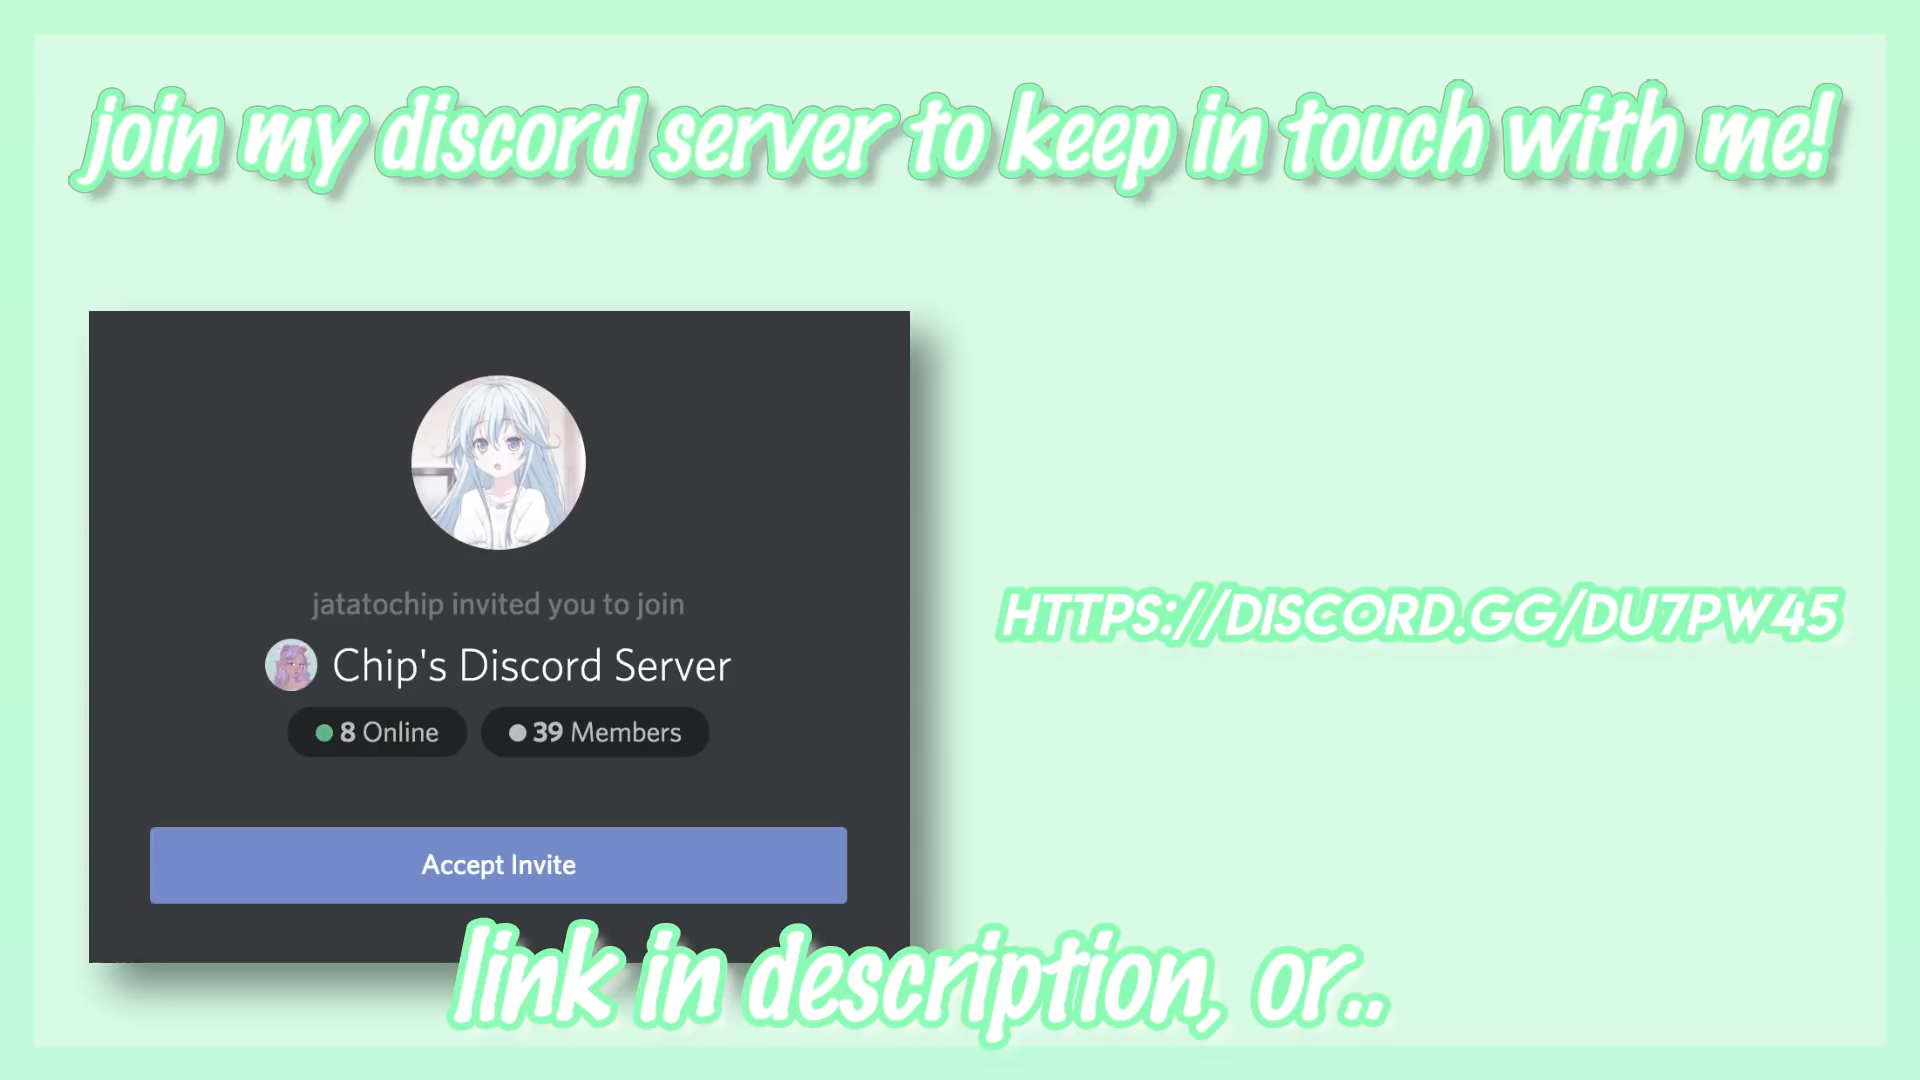 join my discord server to keep in touch with me!
jatatochip invited you to join
Chip's Discord Server
8 Online
39 Members
Accept Invite
HTTPS://DISCORD.GG/DU7PW45
link in description, or..